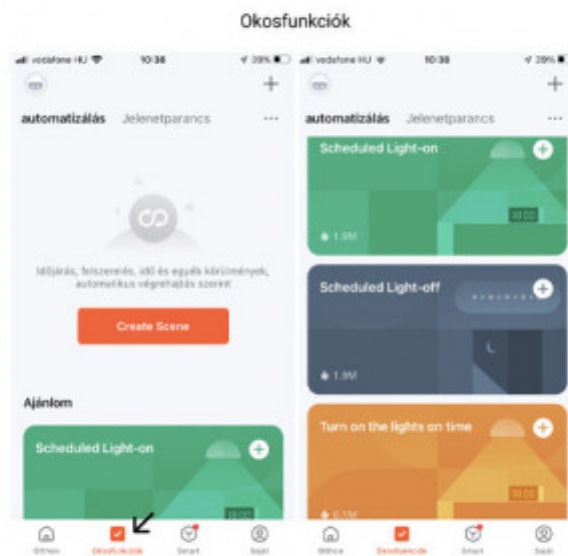 Okosfunkciók
vodafone HU 10:38 39%
automatizálás Jelenetparancs ...
Időjárás, felszerelés, idő és egyéb körülmények,
automatikus végrehajtás szerint
Create Scene
Ajánlom
Scheduled Light-on
Otthon Okosfunkciók Smart Saját
vodafone HU 10:38 39%
automatizálás Jelenetparancs ...
Scheduled Light-on
1.9M
Scheduled Light-off
1.9M
Turn on the lights on time
Otthon Okosfunkciók Smart Saját